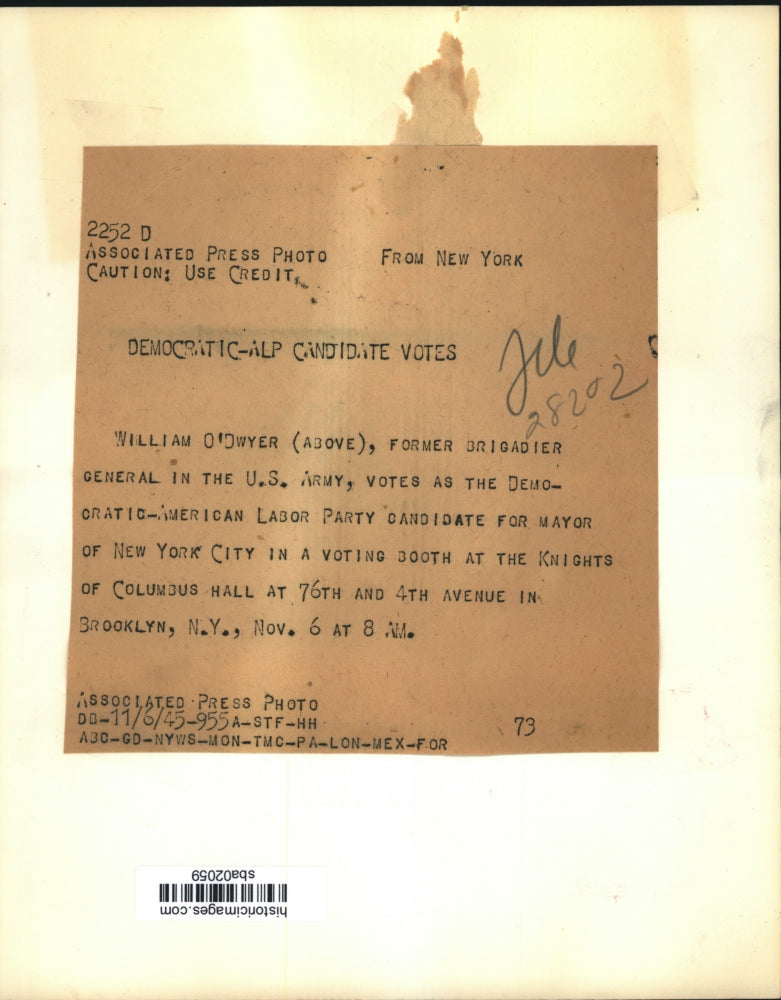 2252 D
ASSOCIATED PRESS PHOTO FROM NEW YORK
CAUTION: USE CREDIT
DEMOCRATIC-ALP CANDIDATE VOTES
28202
WILLIAM O'DWYER (ABOVE), FORMER BRIGADIER
GENERAL IN THE U.S. ARMY, VOTES AS THE DEMO-
CRATIC-AMERICAN LABOR PARTY CANDIDATE FOR MAYOR
OF NEW YORK CITY IN A VOTING BOOTH AT THE KNIGHTS
OF COLUMBUS HALL AT 76TH AND 4TH AVENUE IN
BROOKLYN, N.Y., NOV. 6 AT 8 AM.
ASSOCIATED PRESS PHOTO
DB-11/6/45-955A-STF-HH 73
ABC-GD-NYWS-MON-TMC-PA-LON-MEX-FOR
historicimages.com
sba02059